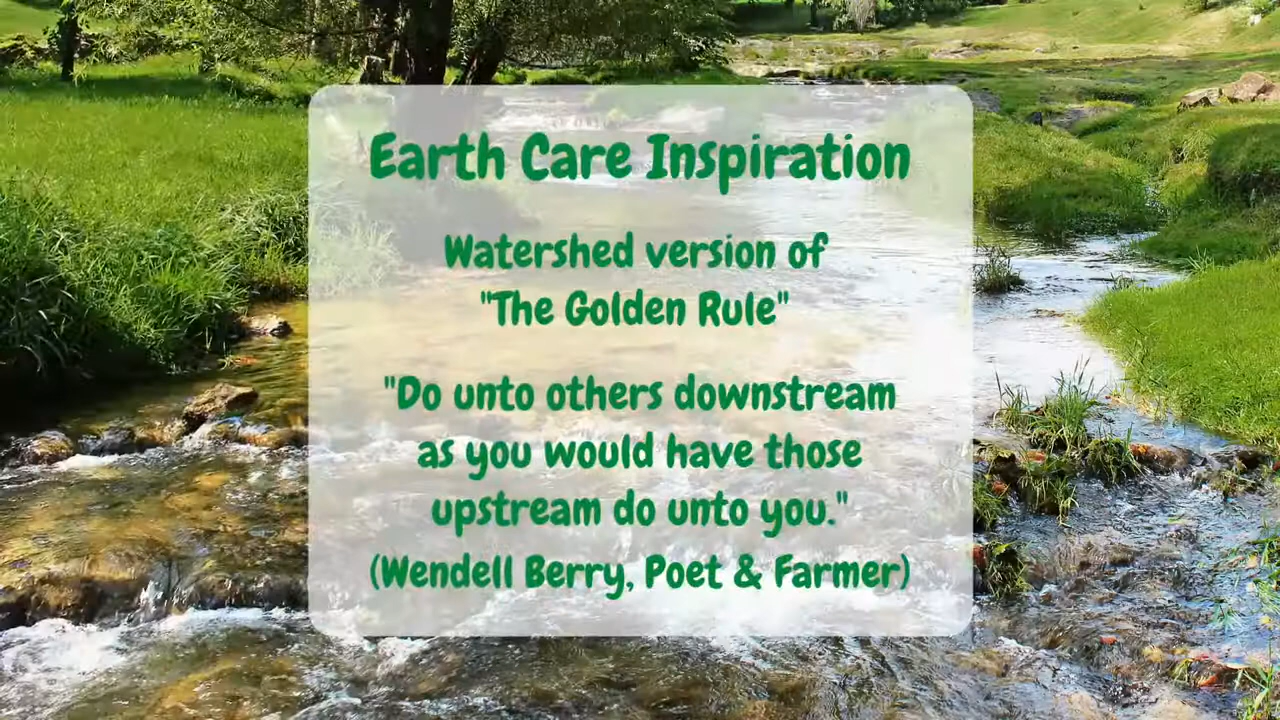 Earth Care Inspiration
Watershed version of
"The Golden Rule"
"Do unto others downstream
as you would have those
upstream do unto you."
(Wendell Berry, Poet & Farmer)